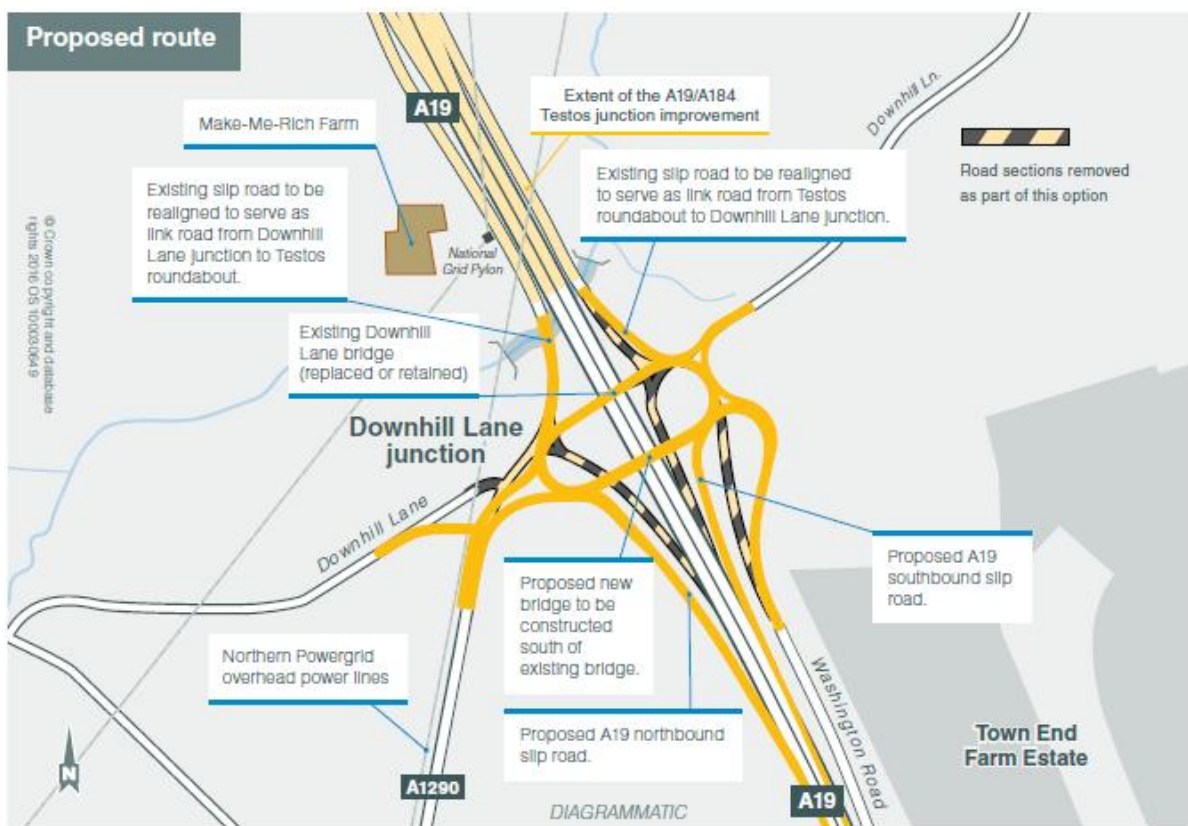 Proposed route
A19
Extent of the A19/A184
Testos junction improvement
Downhill Ln.
Make-Me-Rich Farm
Road sections removed
as part of this option
Existing slip road to be
realigned to serve as
link road from Downhill
Lane junction to Testos
roundabout.
Existing slip road to be realigned
to serve as link road from Testos
roundabout to Downhill Lane junction.
© Crown copyright and database
rights 2016 OS 100030649
National
Grid Pylon
Existing Downhill
Lane bridge
(replaced or retained)
Downhill Lane
junction
Downhill Lane
Proposed new
bridge to be
constructed
south of
existing bridge.
Proposed A19
southbound slip
road.
Northern Powergrid
overhead power lines
Washington Road
Proposed A19 northbound
slip road.
Town End
Farm Estate
N
A1290
DIAGRAMMATIC
A19